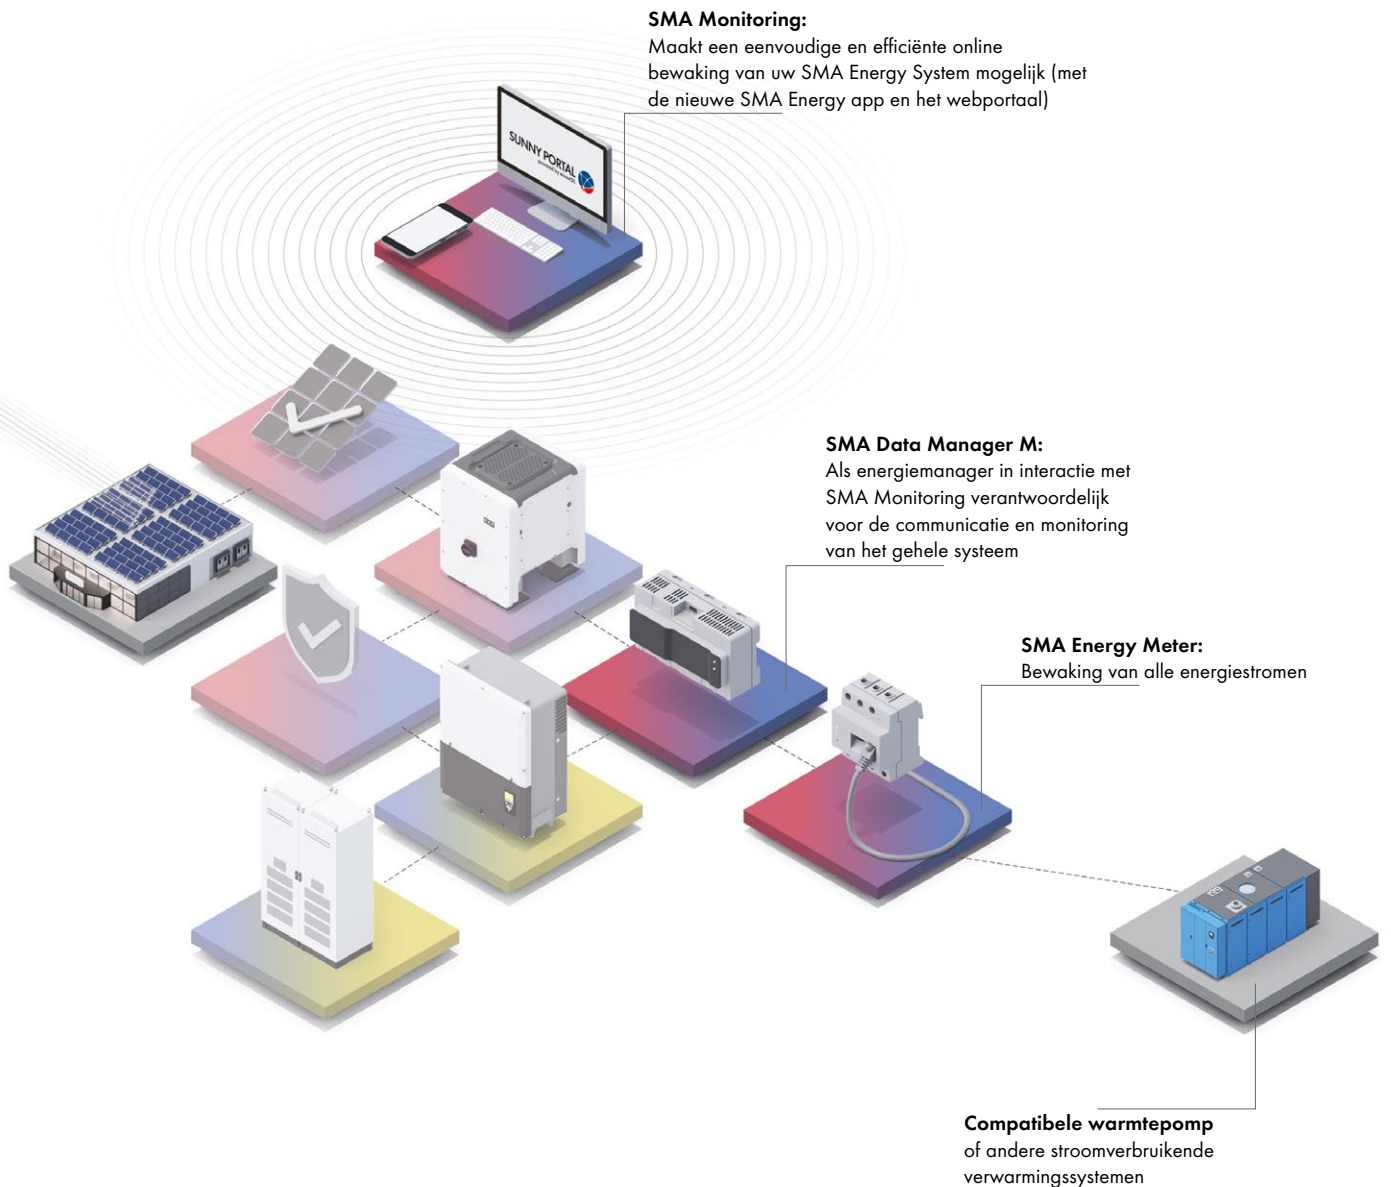 SMA Monitoring:
Maakt een eenvoudige en efficiënte online
bewaking van uw SMA Energy System mogelijk (met
de nieuwe SMA Energy app en het webportaal)
SUNNY PORTAL
powered by ennexOS
SMA Data Manager M:
Als energiemanager in interactie met
SMA Monitoring verantwoordelijk
voor de communicatie en monitoring
van het gehele systeem
SMA Energy Meter:
Bewaking van alle energiestromen
Compatibele warmtepomp
of andere stroomverbruikende
verwarmingssystemen